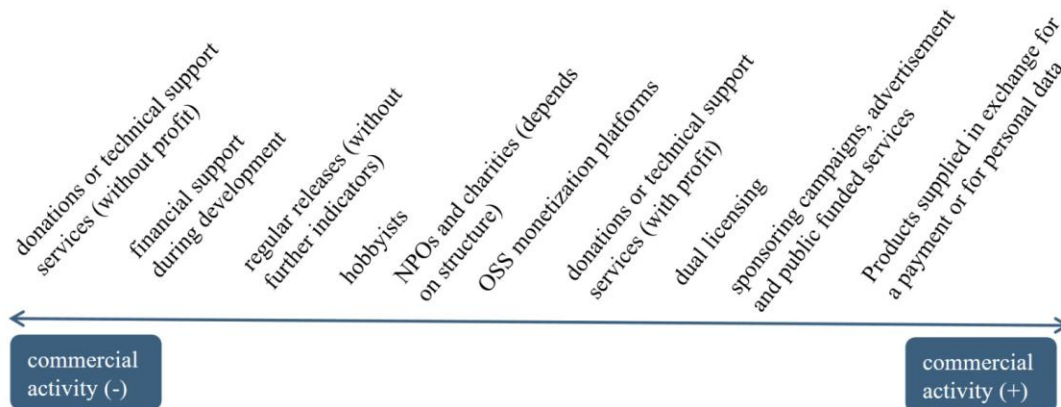 donations or technical support
services (without profit)
financial support
during development
regular releases (without
further indicators)
hobbyists
NPOs and charities (depends
on structure)
OSS monetization platforms
donations or technical support
services (with profit)
dual licensing
sponsoring campaigns, advertisement
and public funded services
Products supplied in exchange for
a payment or for personal data
commercial
activity (-)
commercial
activity (+)